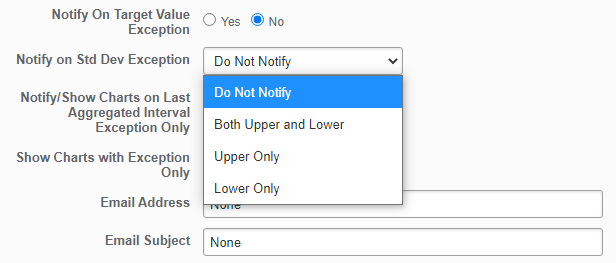 Notify On Target Value
Exception
Yes
No
Notify on Std Dev Exception
Do Not Notify
Do Not Notify
Both Upper and Lower
Upper Only
Lower Only
Notify/Show Charts on Last
Aggregated Interval
Exception Only
Show Charts with Exception
Only
Email Address
None
Email Subject
None